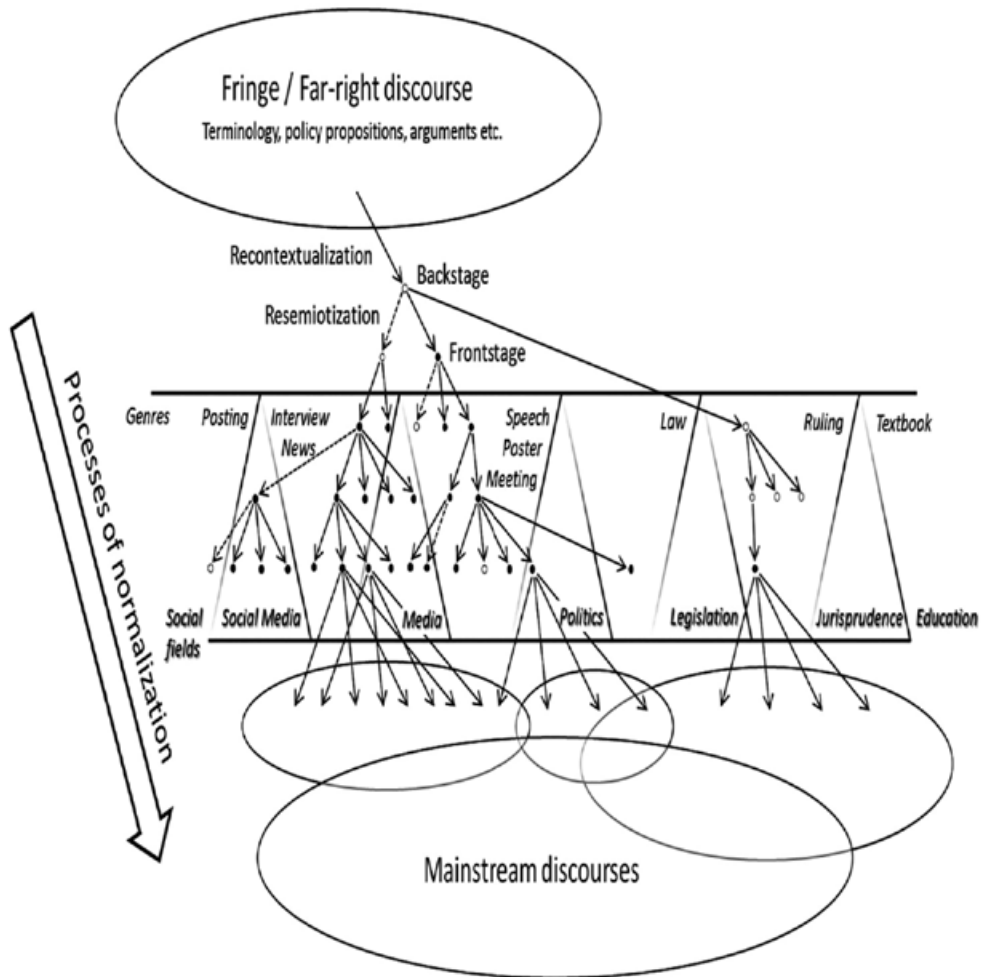 Fringe / Far-right discourse
Terminology, policy propositions, arguments etc.
Recontextualization
Backstage
Resemiotization
Frontstage
Processes of normalization
Genres
Posting
Interview
News
Speech
Poster
Meeting
Law
Ruling
Textbook
Social
fields
Social Media
Media
Politics
Legislation
Jurisprudence
Education
Mainstream discourses